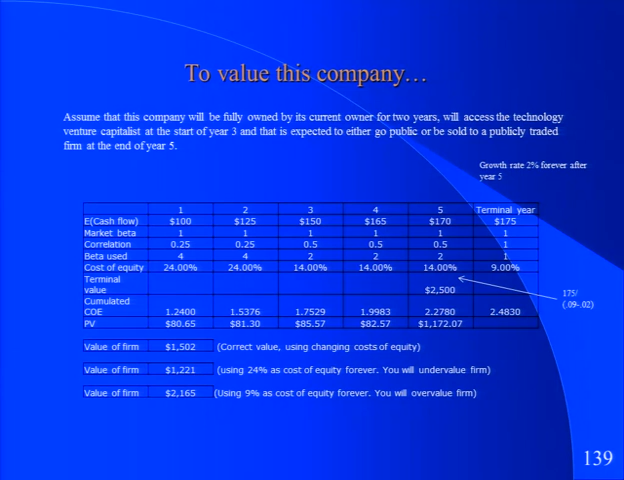 To value this company…
Assume that this company will be fully owned by its current owner for two years, will access the technology
venture capitalist at the start of year 3 and that is expected to either go public or be sold to a publicly traded
firm at the end of year 5.
Growth rate 2% forever after
year 5
1 2 3 4 5 Terminal year
E(Cash flow) $100 $125 $150 $165 $170 $175
Market beta 1 1 1 1 1 1
Correlation 0.25 0.25 0.5 0.5 0.5 1
Beta used 4 4 2 2 2 1
Cost of equity 24.00% 24.00% 14.00% 14.00% 14.00% 9.00%
Terminal
value $2,500
Cumulated
COE 1.2400 1.5376 1.7529 1.9983 2.2780 2.4830
PV $80.65 $81.30 $85.57 $82.57 $1,172.07
175/
(.09-.02)
Value of firm $1,502 (Correct value, using changing costs of equity)
Value of firm $1,221 (using 24% as cost of equity forever. You will undervalue firm)
Value of firm $2,165 (Using 9% as cost of equity forever. You will overvalue firm)
139